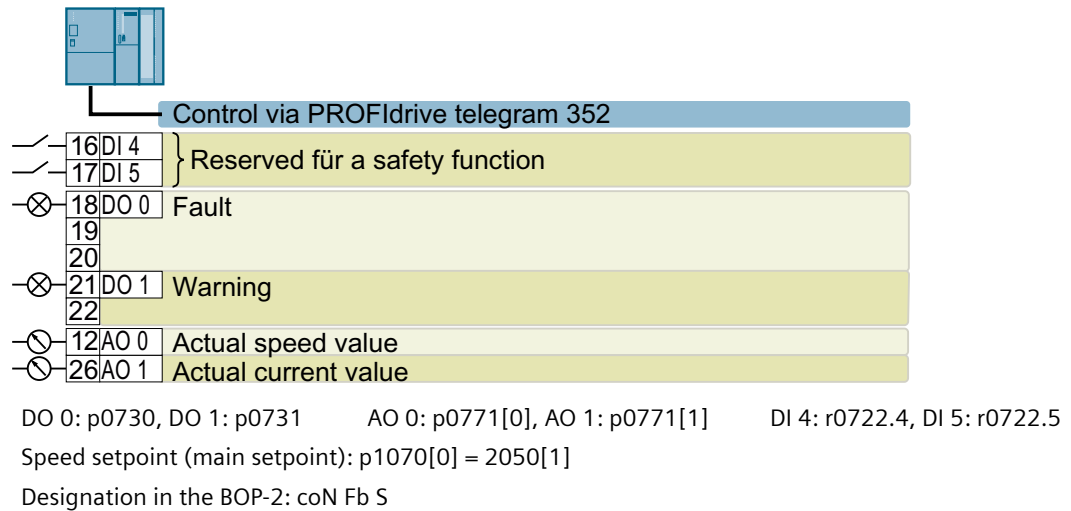 Control via PROFIdrive telegram 352
16 DI 4
17 DI 5
Reserved für a safety function
18 DO 0 Fault
19
20
21 DO 1 Warning
22
12 AO 0 Actual speed value
26 AO 1 Actual current value
DO 0: p0730, DO 1: p0731 AO 0: p0771[0], AO 1: p0771[1] DI 4: r0722.4, DI 5: r0722.5
Speed setpoint (main setpoint): p1070[0] = 2050[1]
Designation in the BOP-2: coN Fb S